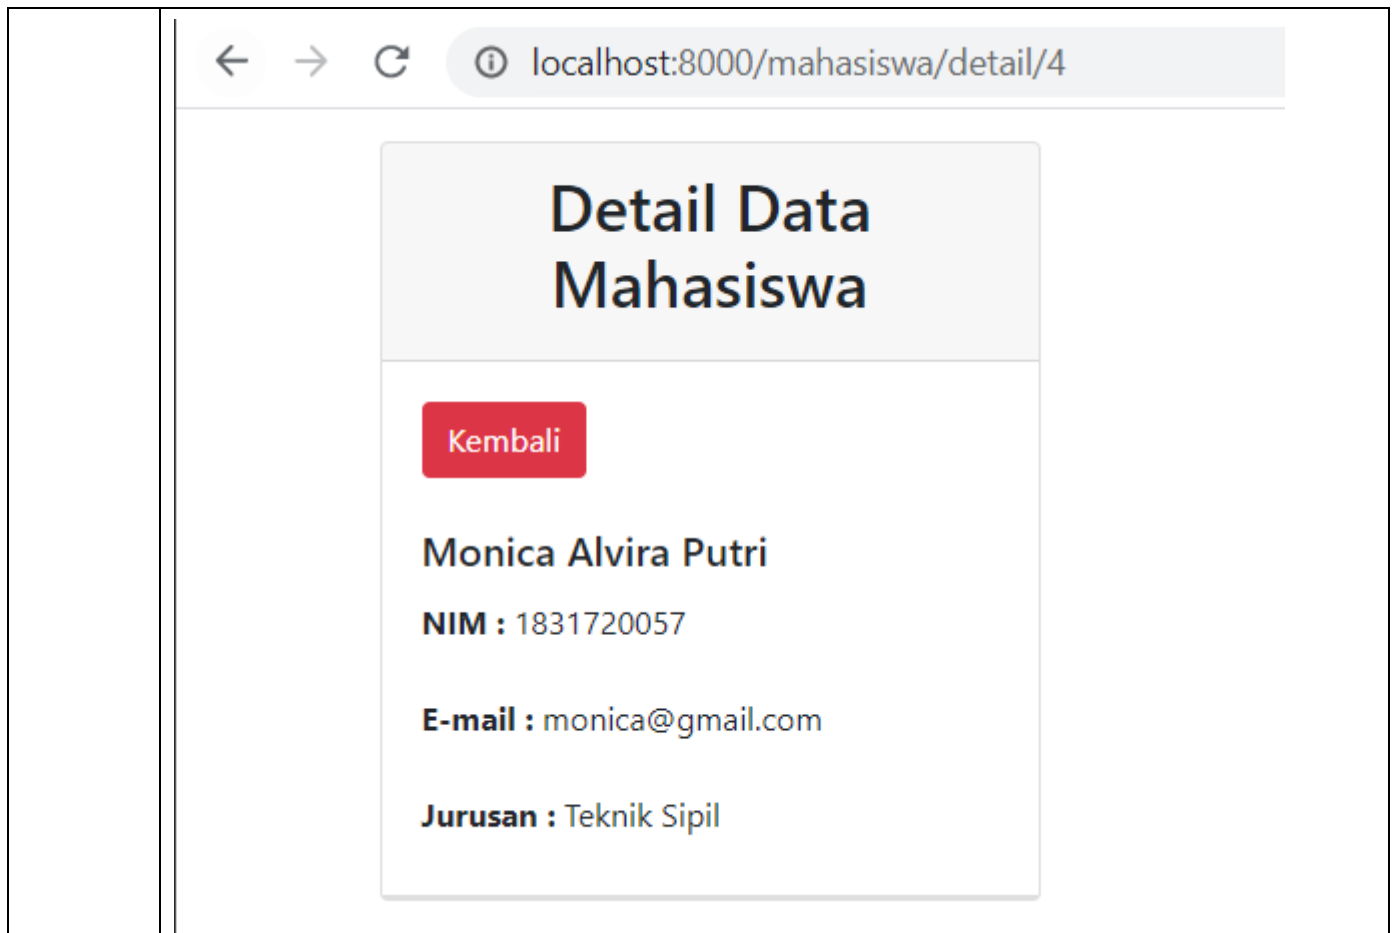 localhost:8000/mahasiswa/detail/4
Detail Data
Mahasiswa
Kembali
Monica Alvira Putri
NIM : 1831720057
E-mail : monica@gmail.com
Jurusan : Teknik Sipil